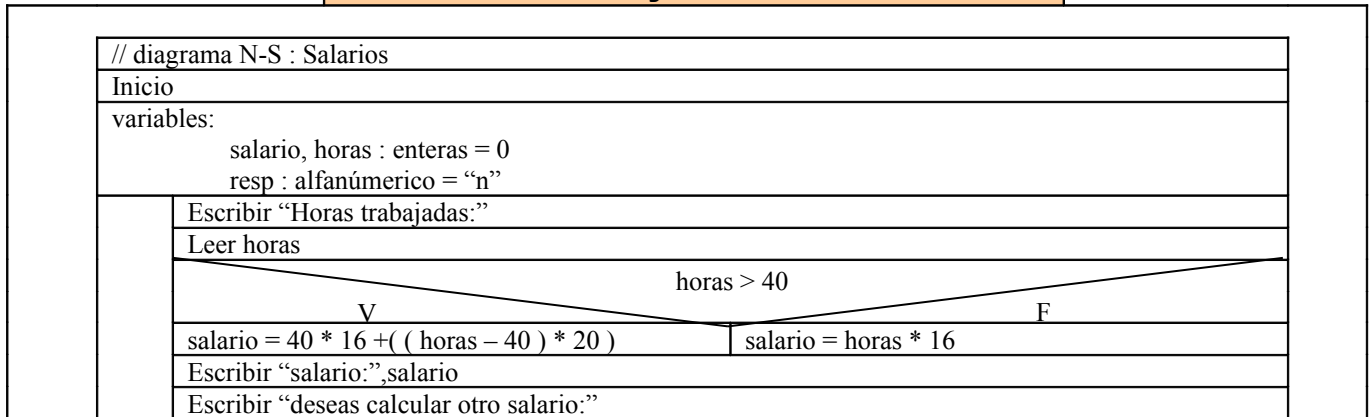 // diagrama N-S : Salarios
Inicio
variables:
salario, horas : enteras = 0
resp : alfanúmerico = “n”
Escribir “Horas trabajadas:”
Leer horas
horas > 40
V F
salario = 40 * 16 +( ( horas – 40 ) * 20 ) salario = horas * 16
Escribir “salario:”,salario
Escribir “deseas calcular otro salario:”